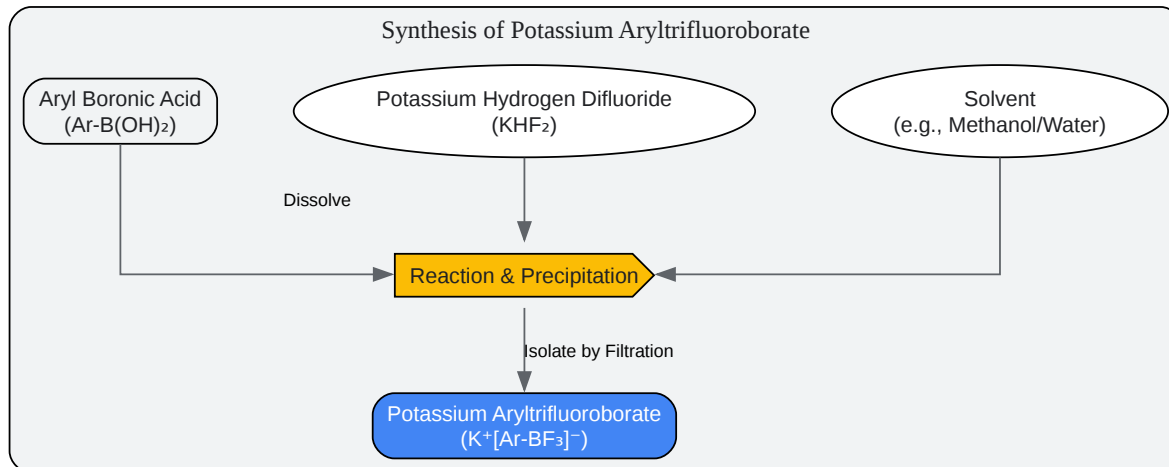 Synthesis of Potassium Aryltrifluoroborate
Aryl Boronic Acid
(Ar-B(OH)₂)
Potassium Hydrogen Difluoride
(KHF₂)
Solvent
(e.g., Methanol/Water)
Dissolve
Reaction & Precipitation
Isolate by Filtration
Potassium Aryltrifluoroborate
(K⁺[Ar-BF₃]⁻)